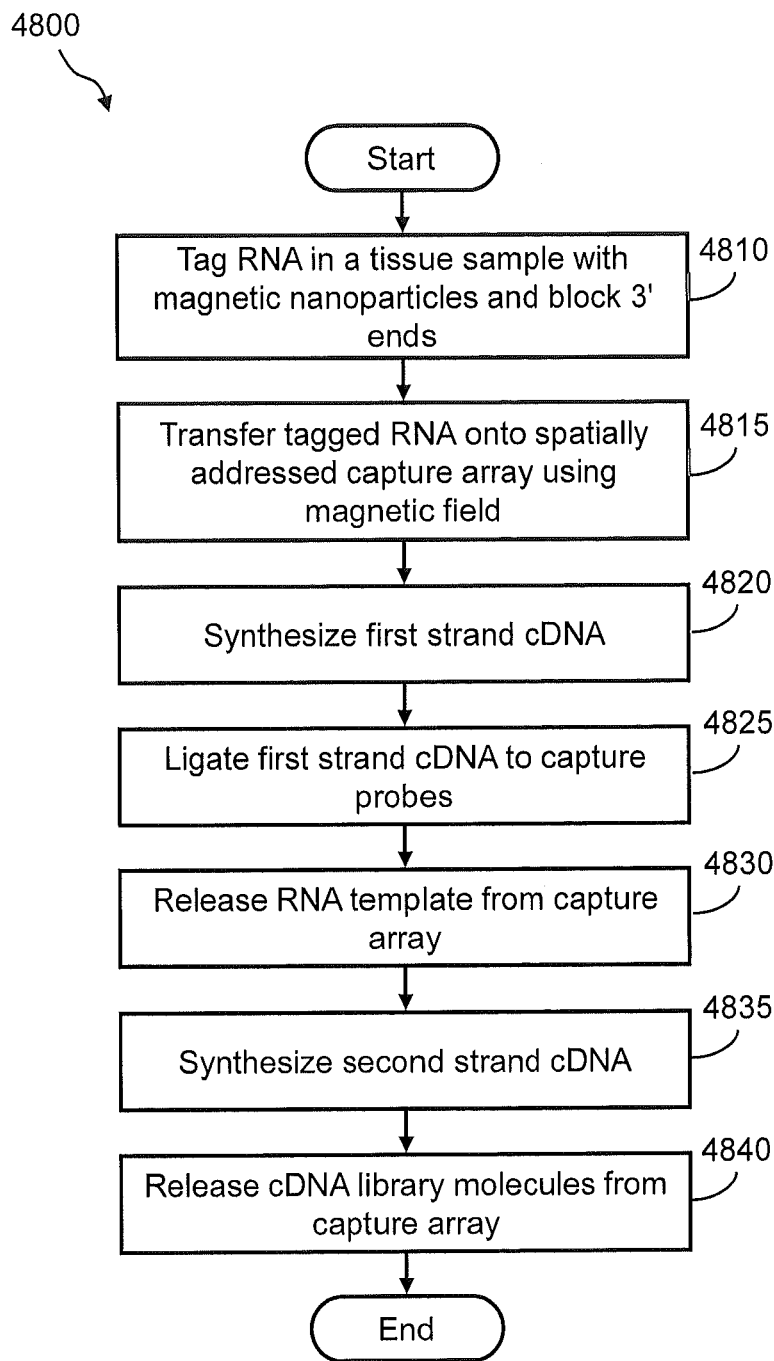 4800
Start
Tag RNA in a tissue sample with
magnetic nanoparticles and block 3'
ends
4810
Transfer tagged RNA onto spatially
addressed capture array using
magnetic field
4815
Synthesize first strand cDNA
4820
Ligate first strand cDNA to capture
probes
4825
Release RNA template from capture
array
4830
Synthesize second strand cDNA
4835
Release cDNA library molecules from
capture array
4840
End